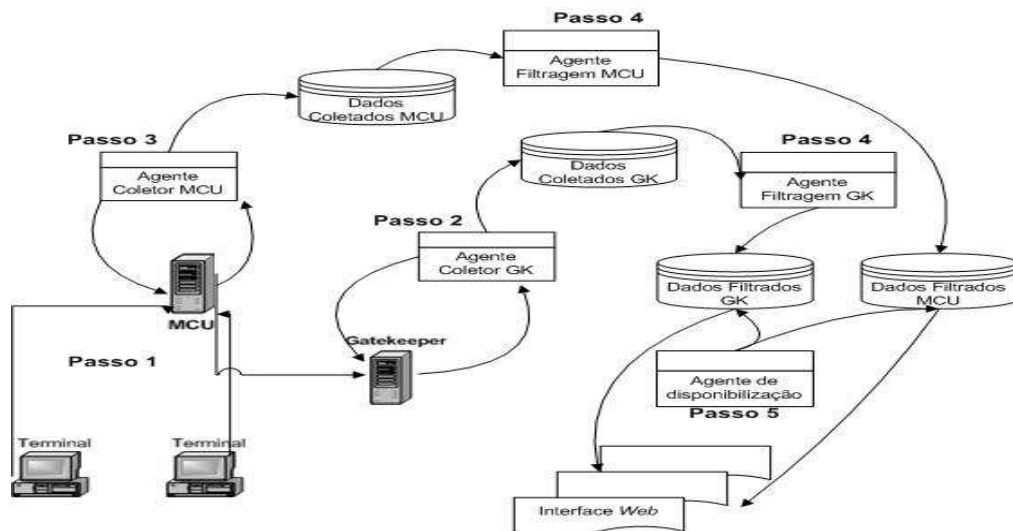 Passo 4
Agente
Filtragem MCU
Dados
Coletados MCU
Passo 3
Agente
Coletor MCU
Dados
Coletados GK
Passo 4
Agente
Filtragem GK
Passo 2
Agente
Coletor GK
Dados Filtrados
GK
Dados Filtrados
MCU
MCU
Gatekeeper
Passo 1
Agente de
disponibilização
Passo 5
Terminal
Terminal
Interface Web